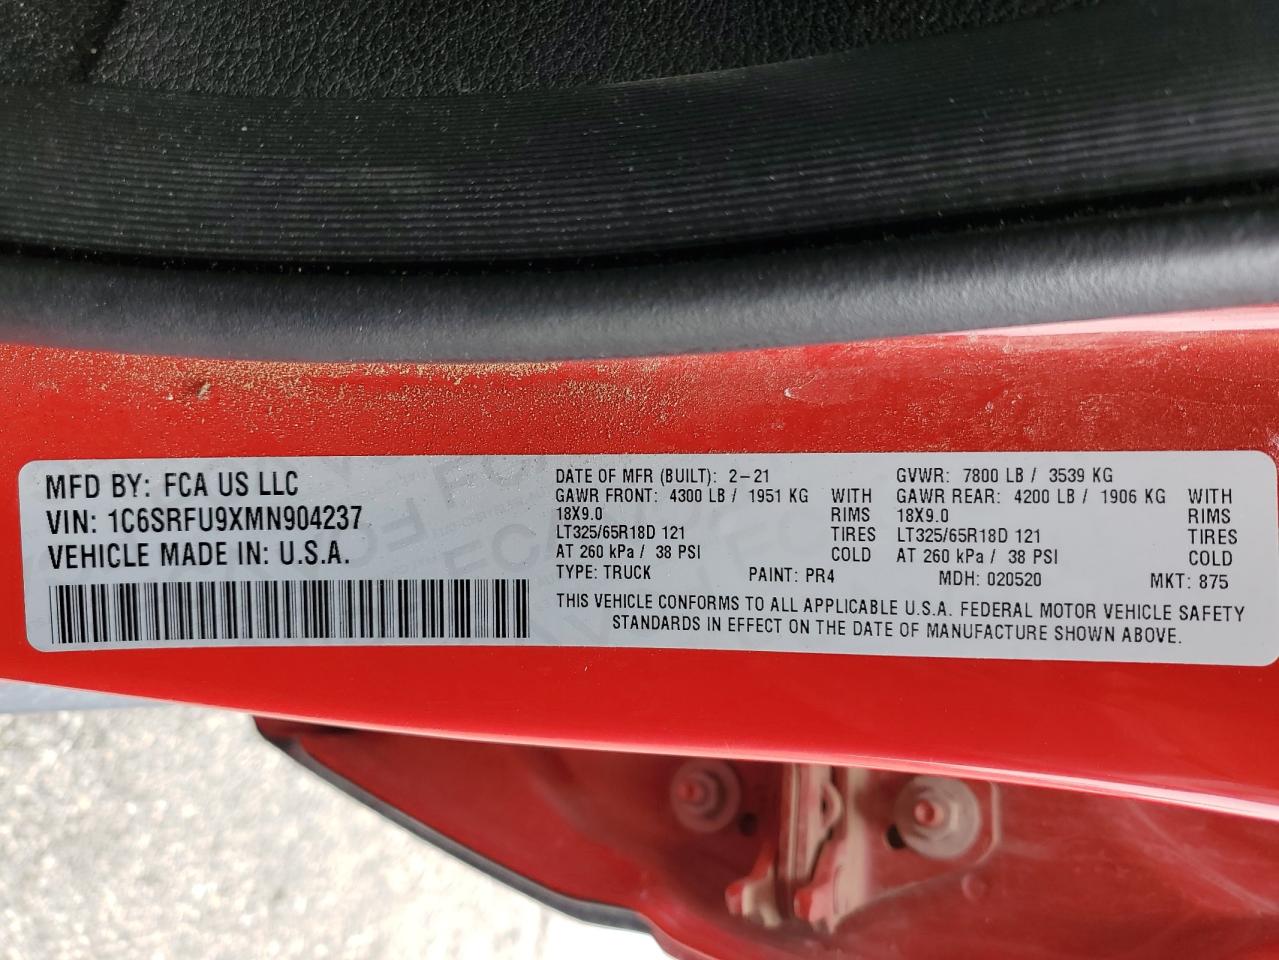 MFD BY: FCA US LLC
VIN: 1C6SRFU9XMN904237
VEHICLE MADE IN: U.S.A.
DATE OF MFR (BUILT): 2-21
GAWR FRONT: 4300 LB / 1951 KG WITH
18X9.0 RIMS
LT325/65R18D 121 TIRES
AT 260 kPa / 38 PSI COLD
GVWR: 7800 LB / 3539 KG
GAWR REAR: 4200 LB / 1906 KG WITH
18X9.0 RIMS
LT325/65R18D 121 TIRES
AT 260 kPa / 38 PSI COLD
TYPE: TRUCK PAINT: PR4 MDH: 020520 MKT: 875
THIS VEHICLE CONFORMS TO ALL APPLICABLE U.S.A. FEDERAL MOTOR VEHICLE SAFETY
STANDARDS IN EFFECT ON THE DATE OF MANUFACTURE SHOWN ABOVE.